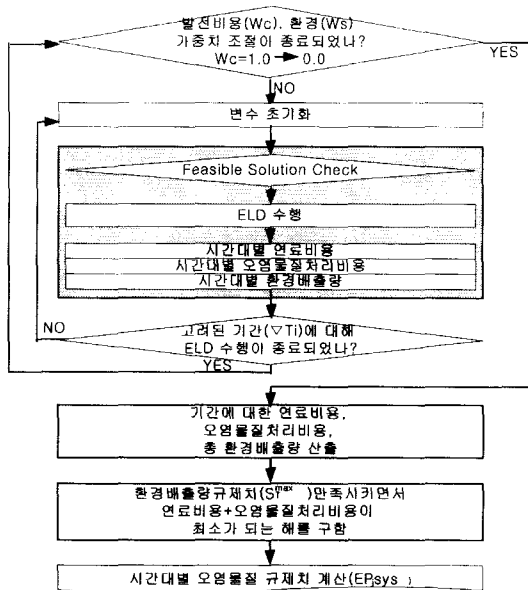 발전비용(Wc), 환경(Ws)
가중치 조절이 종료되었나?
Wc=1.0→0.0
YES
NO
변수 초기화
Feasible Solution Check
ELD 수행
시간대별 연료비용
시간대별 오염물질처리비용
시간대별 환경배출량
NO
고려된 기간(▽Ti)에 대해
ELD 수행이 종료되었나?
YES
기간에 대한 연료비용,
오염물질처리비용,
총 환경배출량 산출
환경배출량규제치(Si^max)만족시키면서
연료비용+오염물질처리비용이
최소가 되는 해를 구함
시간대별 오염물질 규제치 계산(EPjsys)